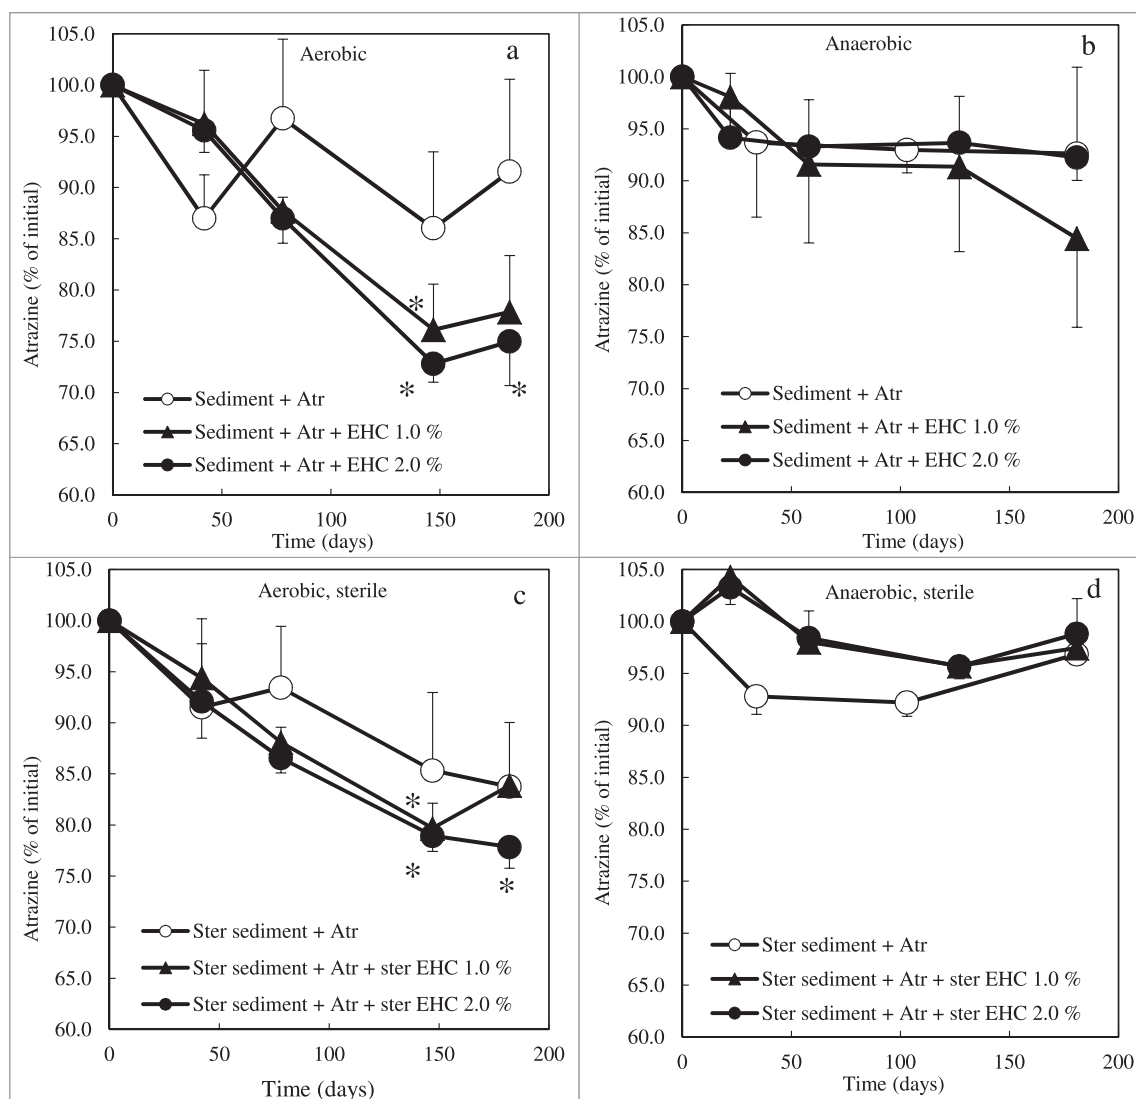 105.0
100.0
95.0
90.0
85.0
80.0
75.0
70.0
65.0
60.0
Atrazine (% of initial)
Aerobic
a
*
*
*
Sediment + Atr
Sediment + Atr + EHC 1.0 %
Sediment + Atr + EHC 2.0 %
0 50 100 150 200
Time (days)
105.0
100.0
95.0
90.0
85.0
80.0
75.0
70.0
65.0
60.0
Atrazine (% of initial)
Anaerobic
b
Sediment + Atr
Sediment + Atr + EHC 1.0 %
Sediment + Atr + EHC 2.0 %
0 50 100 150 200
Time (days)
105.0
100.0
95.0
90.0
85.0
80.0
75.0
70.0
65.0
60.0
Atrazine (% of initial)
Aerobic, sterile
c
*
*
*
Ster sediment + Atr
Ster sediment + Atr + ster EHC 1.0 %
Ster sediment + Atr + ster EHC 2.0 %
0 50 100 150 200
Time (days)
105.0
100.0
95.0
90.0
85.0
80.0
75.0
70.0
65.0
60.0
Atrazine (% of initial)
Anaerobic, sterile
d
Ster sediment + Atr
Ster sediment + Atr + ster EHC 1.0 %
Ster sediment + Atr + ster EHC 2.0 %
0 50 100 150 200
Time (days)